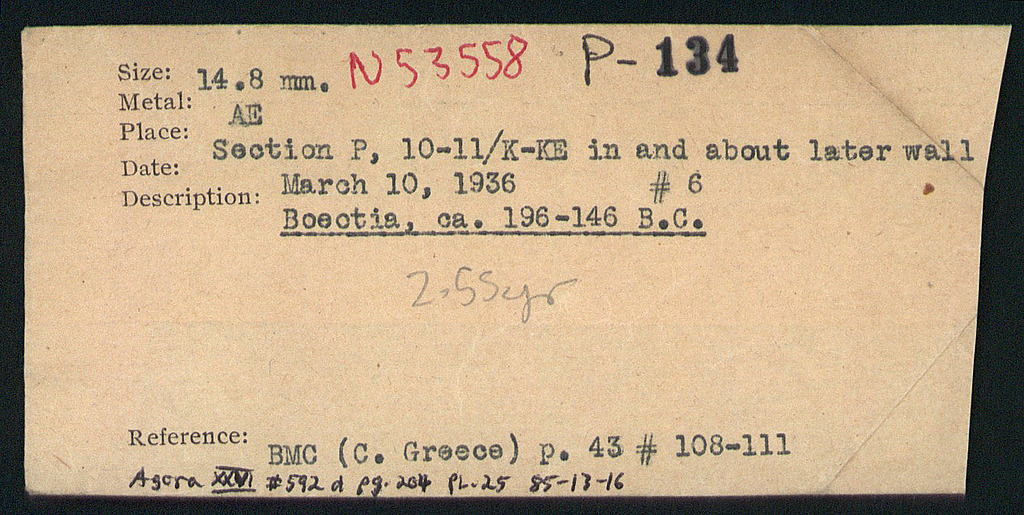 Size: 14.8 mm. N53558 P-134
Metal: AE
Place: Section P, 10-11/K-KE in and about later wall
Date: March 10, 1936 # 6
Description: Boeotia, ca. 196-146 B.C.
2.55gr
Reference: BMC (C. Greece) p. 43 # 108-111
Agora XXVI #592 d pg. 204 PL. 25 85-13-16